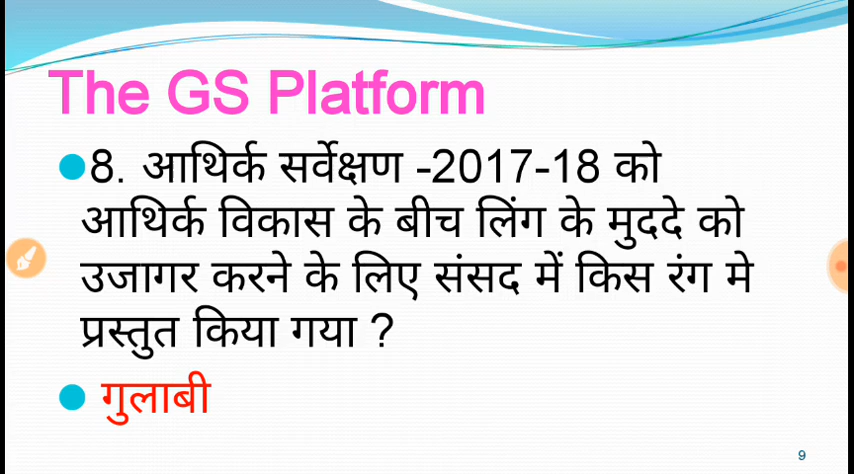 The GS Platform
8. आथिर्क सर्वेक्षण -2017-18 को
आथिर्क विकास के बीच लिंग के मुददे को
उजागर करने के लिए संसद में किस रंग मे
प्रस्तुत किया गया ?
गुलाबी
9